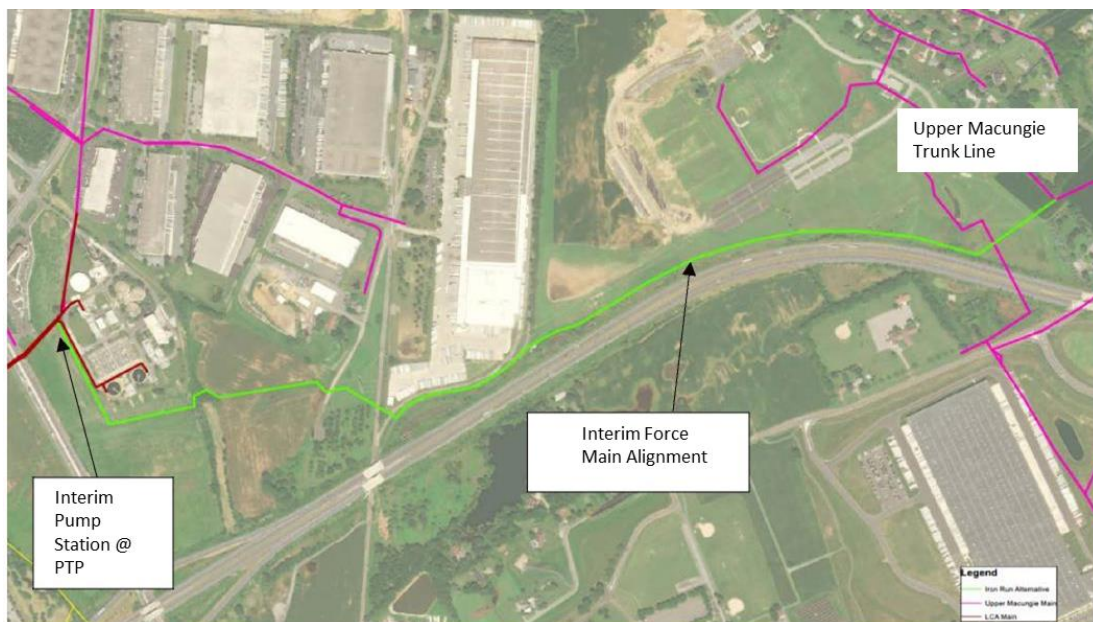 Upper Macungie
Trunk Line
Interim Force
Main Alignment
Interim
Pump
Station @
PTP
Legend
Iron Run Alternative
Upper Macungie Main
LCA Main